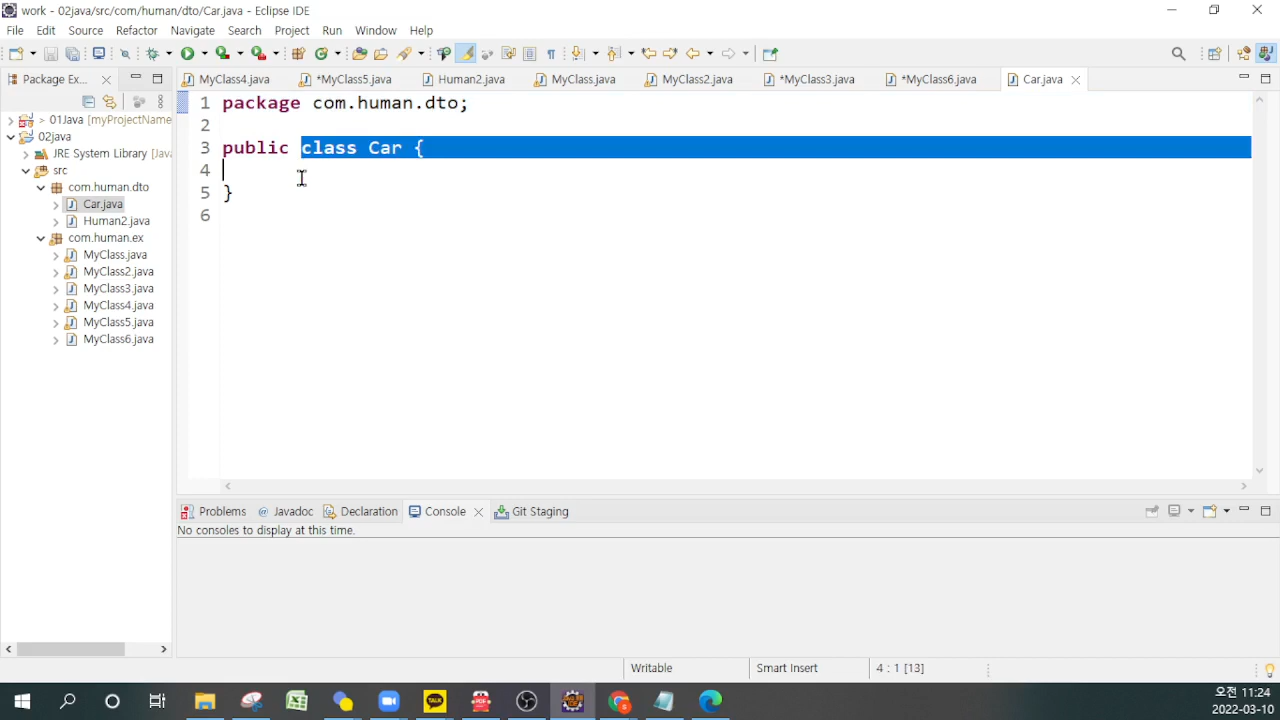 work - 02java/src/com/human/dto/Car.java - Eclipse IDE
File Edit Source Refactor Navigate Search Project Run Window Help
Package Ex...
MyClass4.java *MyClass5.java Human2.java MyClass.java MyClass2.java *MyClass3.java *MyClass6.java Car.java
> 01Java [myProjectName
02java
JRE System Library [Java
src
com.human.dto
Car.java
Human2.java
com.human.ex
MyClass.java
MyClass2.java
MyClass3.java
MyClass4.java
MyClass5.java
MyClass6.java
1 package com.human.dto;
2
3 public class Car {
4
5 }
6
Problems Javadoc Declaration Console Git Staging
No consoles to display at this time.
Writable Smart Insert 4 : 1 [13]
오전 11:24
2022-03-10